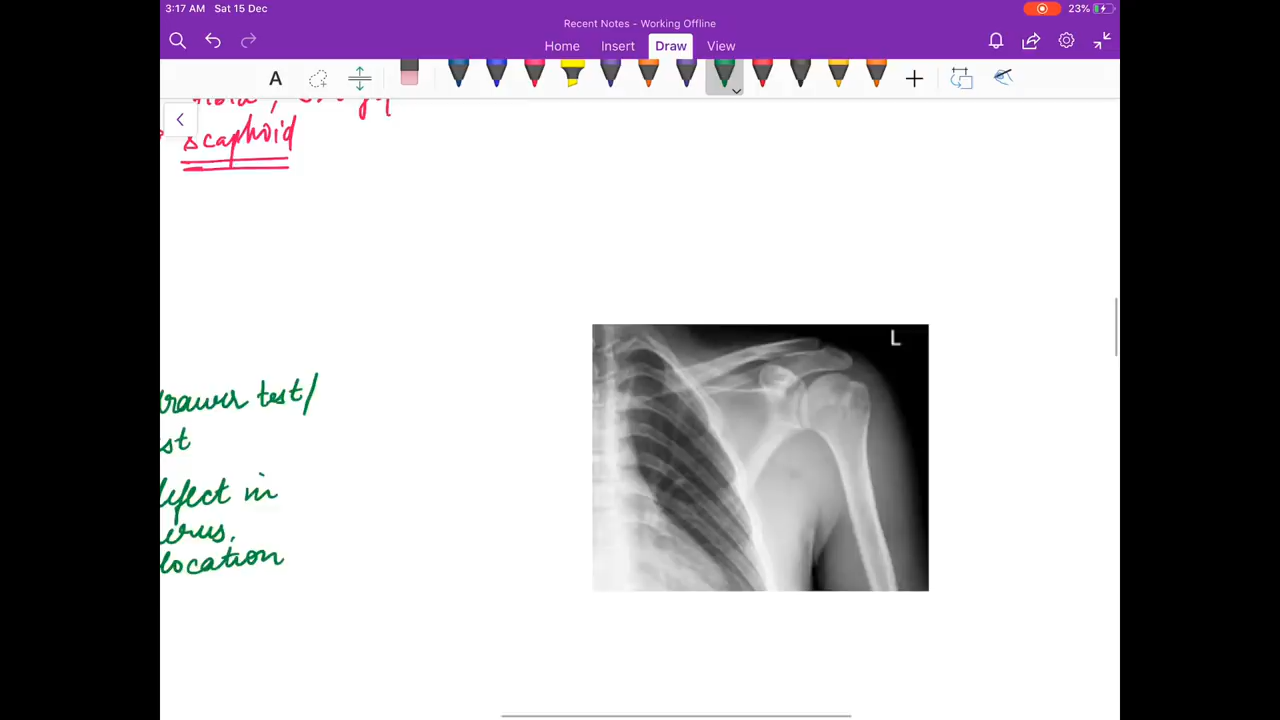 3:17 AM Sat 15 Dec
23%
Recent Notes - Working Offline
Home Insert Draw View
A
scaphoid
L
rawer test/
st
efect in
erus,
location